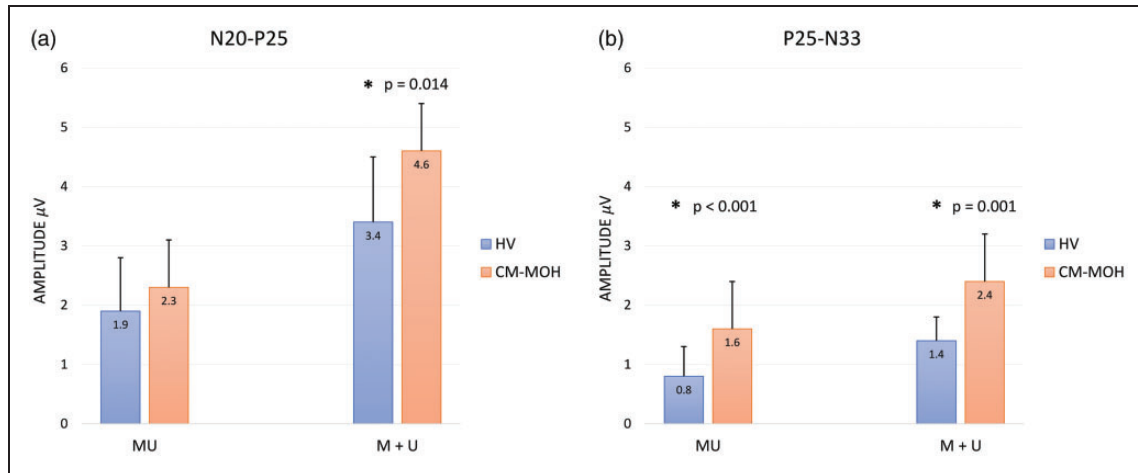 (a)
N20-P25
6
5
4
3
2
1
0
AMPLITUDE µV
* p = 0.014
1.9
2.3
3.4
4.6
MU
M + U
HV
CM-MOH
(b)
P25-N33
6
5
4
3
2
1
0
AMPLITUDE µV
* p < 0.001
* p = 0.001
0.8
1.6
1.4
2.4
MU
M + U
HV
CM-MOH